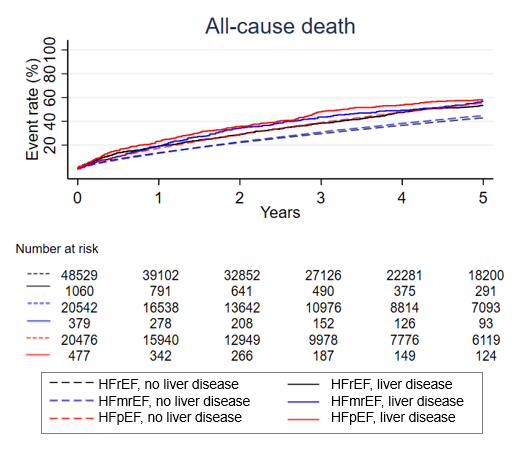 All-cause death
Event rate (%)
20 40 60 80 100
0 1 2 3 4 5
Years
Number at risk
48529 39102 32852 27126 22281 18200
1060 791 641 490 375 291
20542 16538 13642 10976 8814 7093
379 278 208 152 126 93
20476 15940 12949 9978 7776 6119
477 342 266 187 149 124
HFrEF, no liver disease HFrEF, liver disease
HFmrEF, no liver disease HFmrEF, liver disease
HFpEF, no liver disease HFpEF, liver disease